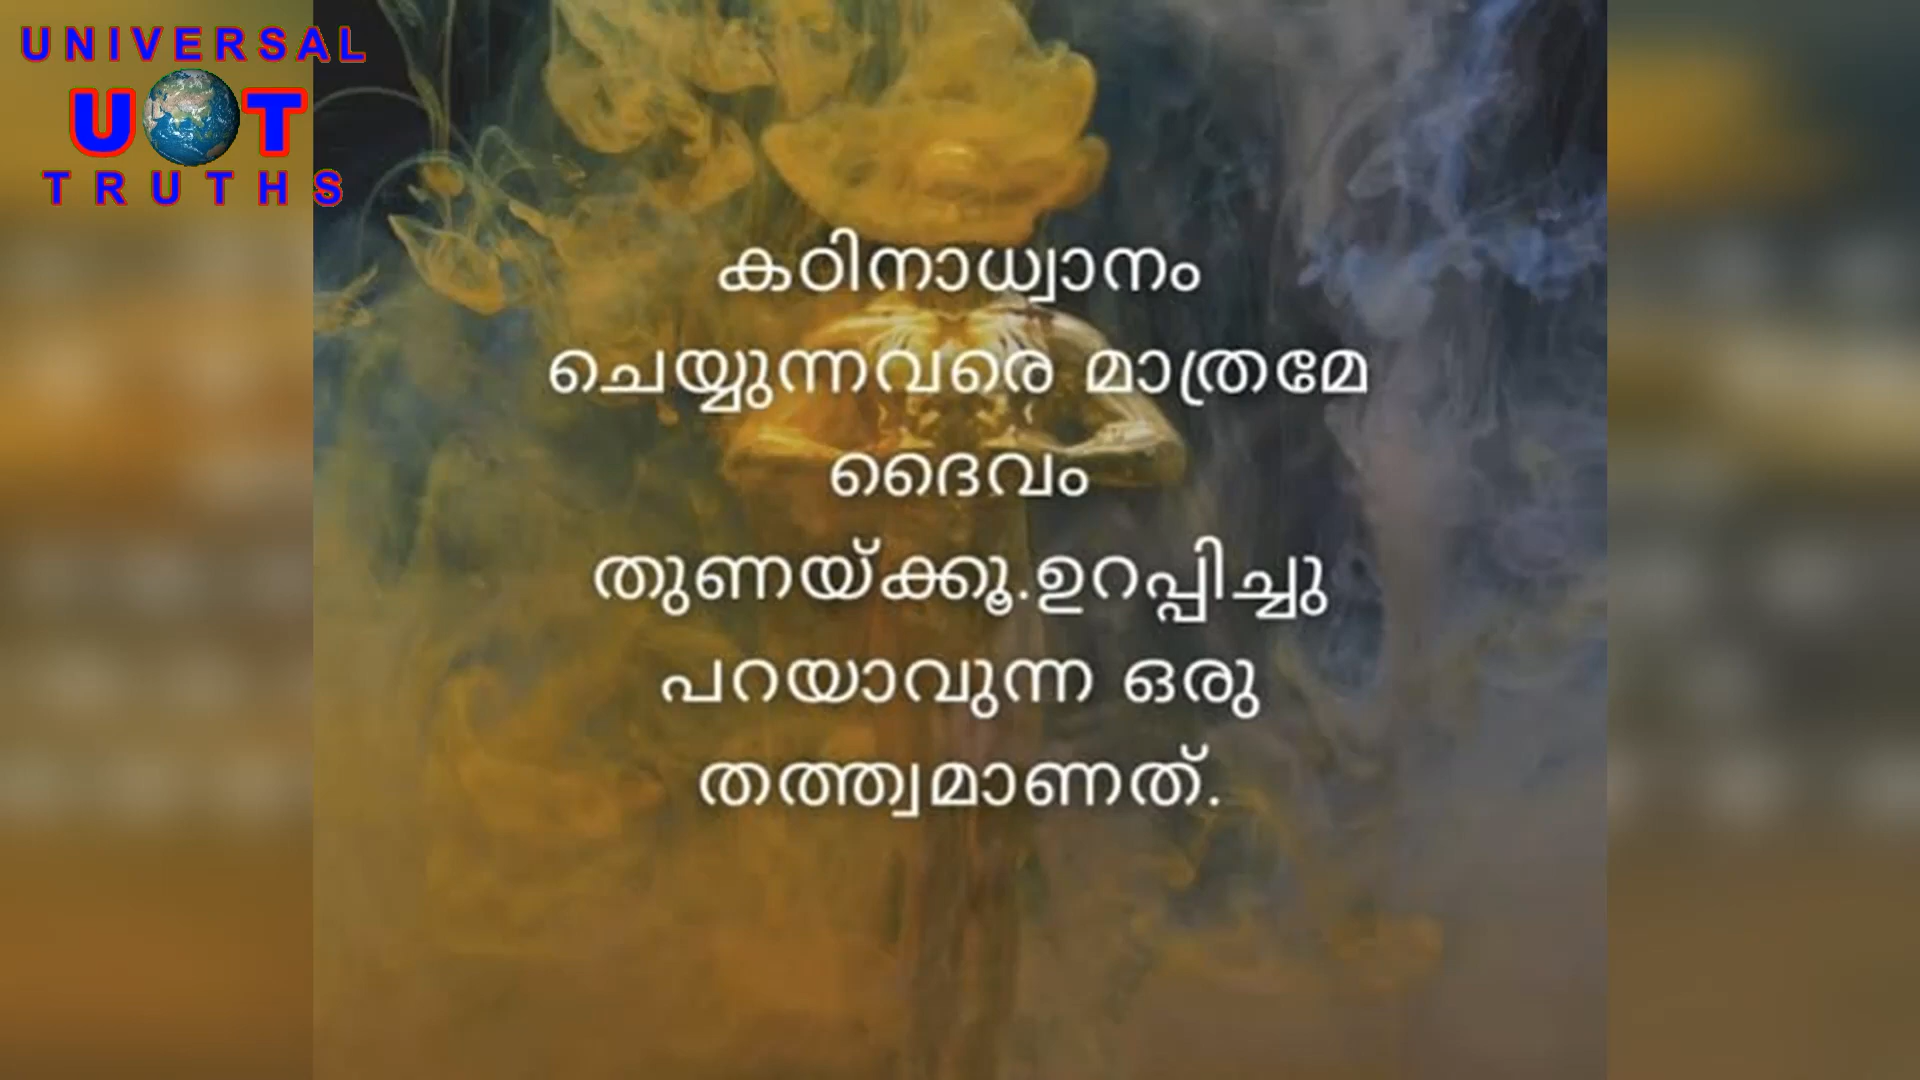 UNIVERSAL
U T
TRUTHS
കഠിനാധ്വാനം
ചെയ്യുന്നവരെ മാത്രമേ
ദൈവം
തുണയ്ക്കൂ.ഉറപ്പിച്ചു
പറയാവുന്ന ഒരു
തത്ത്വമാണത്.